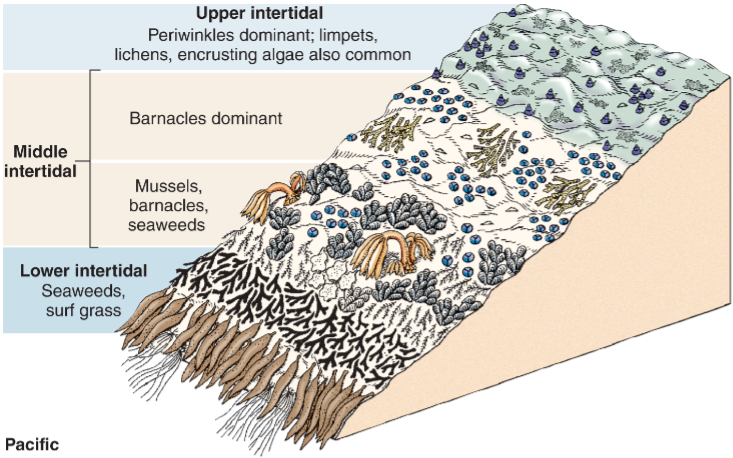 Upper intertidal
Periwinkles dominant; limpets,
lichens, encrusting algae also common
Barnacles dominant
Middle
intertidal
Mussels,
barnacles,
seaweeds
Lower intertidal
Seaweeds,
surf grass
Pacific